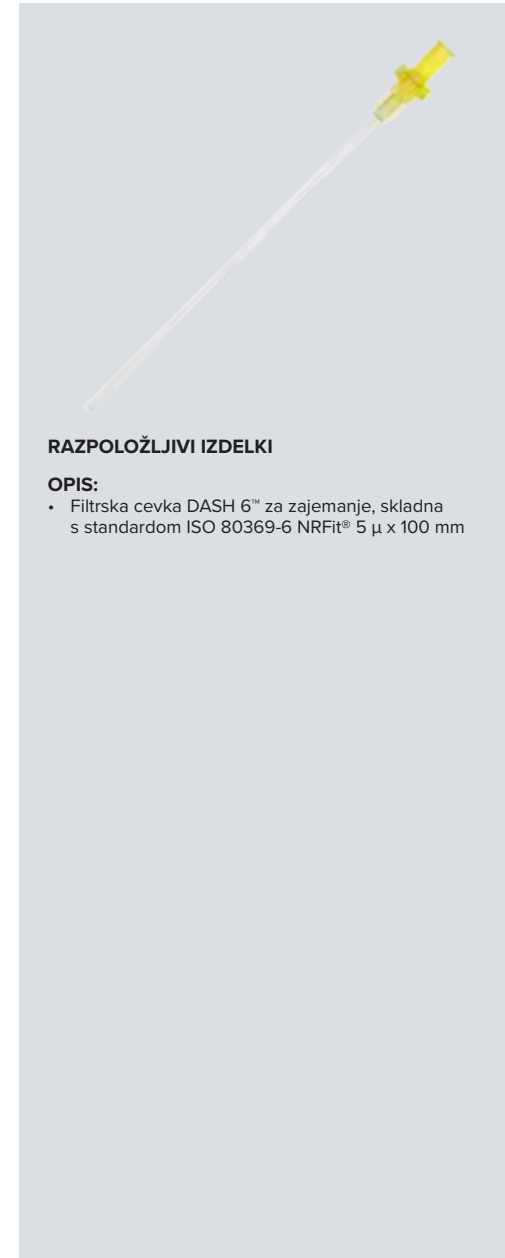 RAZPOLOŽLJIVI IZDELKI
OPIS:
• Filtrska cevka DASH 6™ za zajemanje, skladna
s standardom ISO 80369-6 NRFit® 5 µ x 100 mm